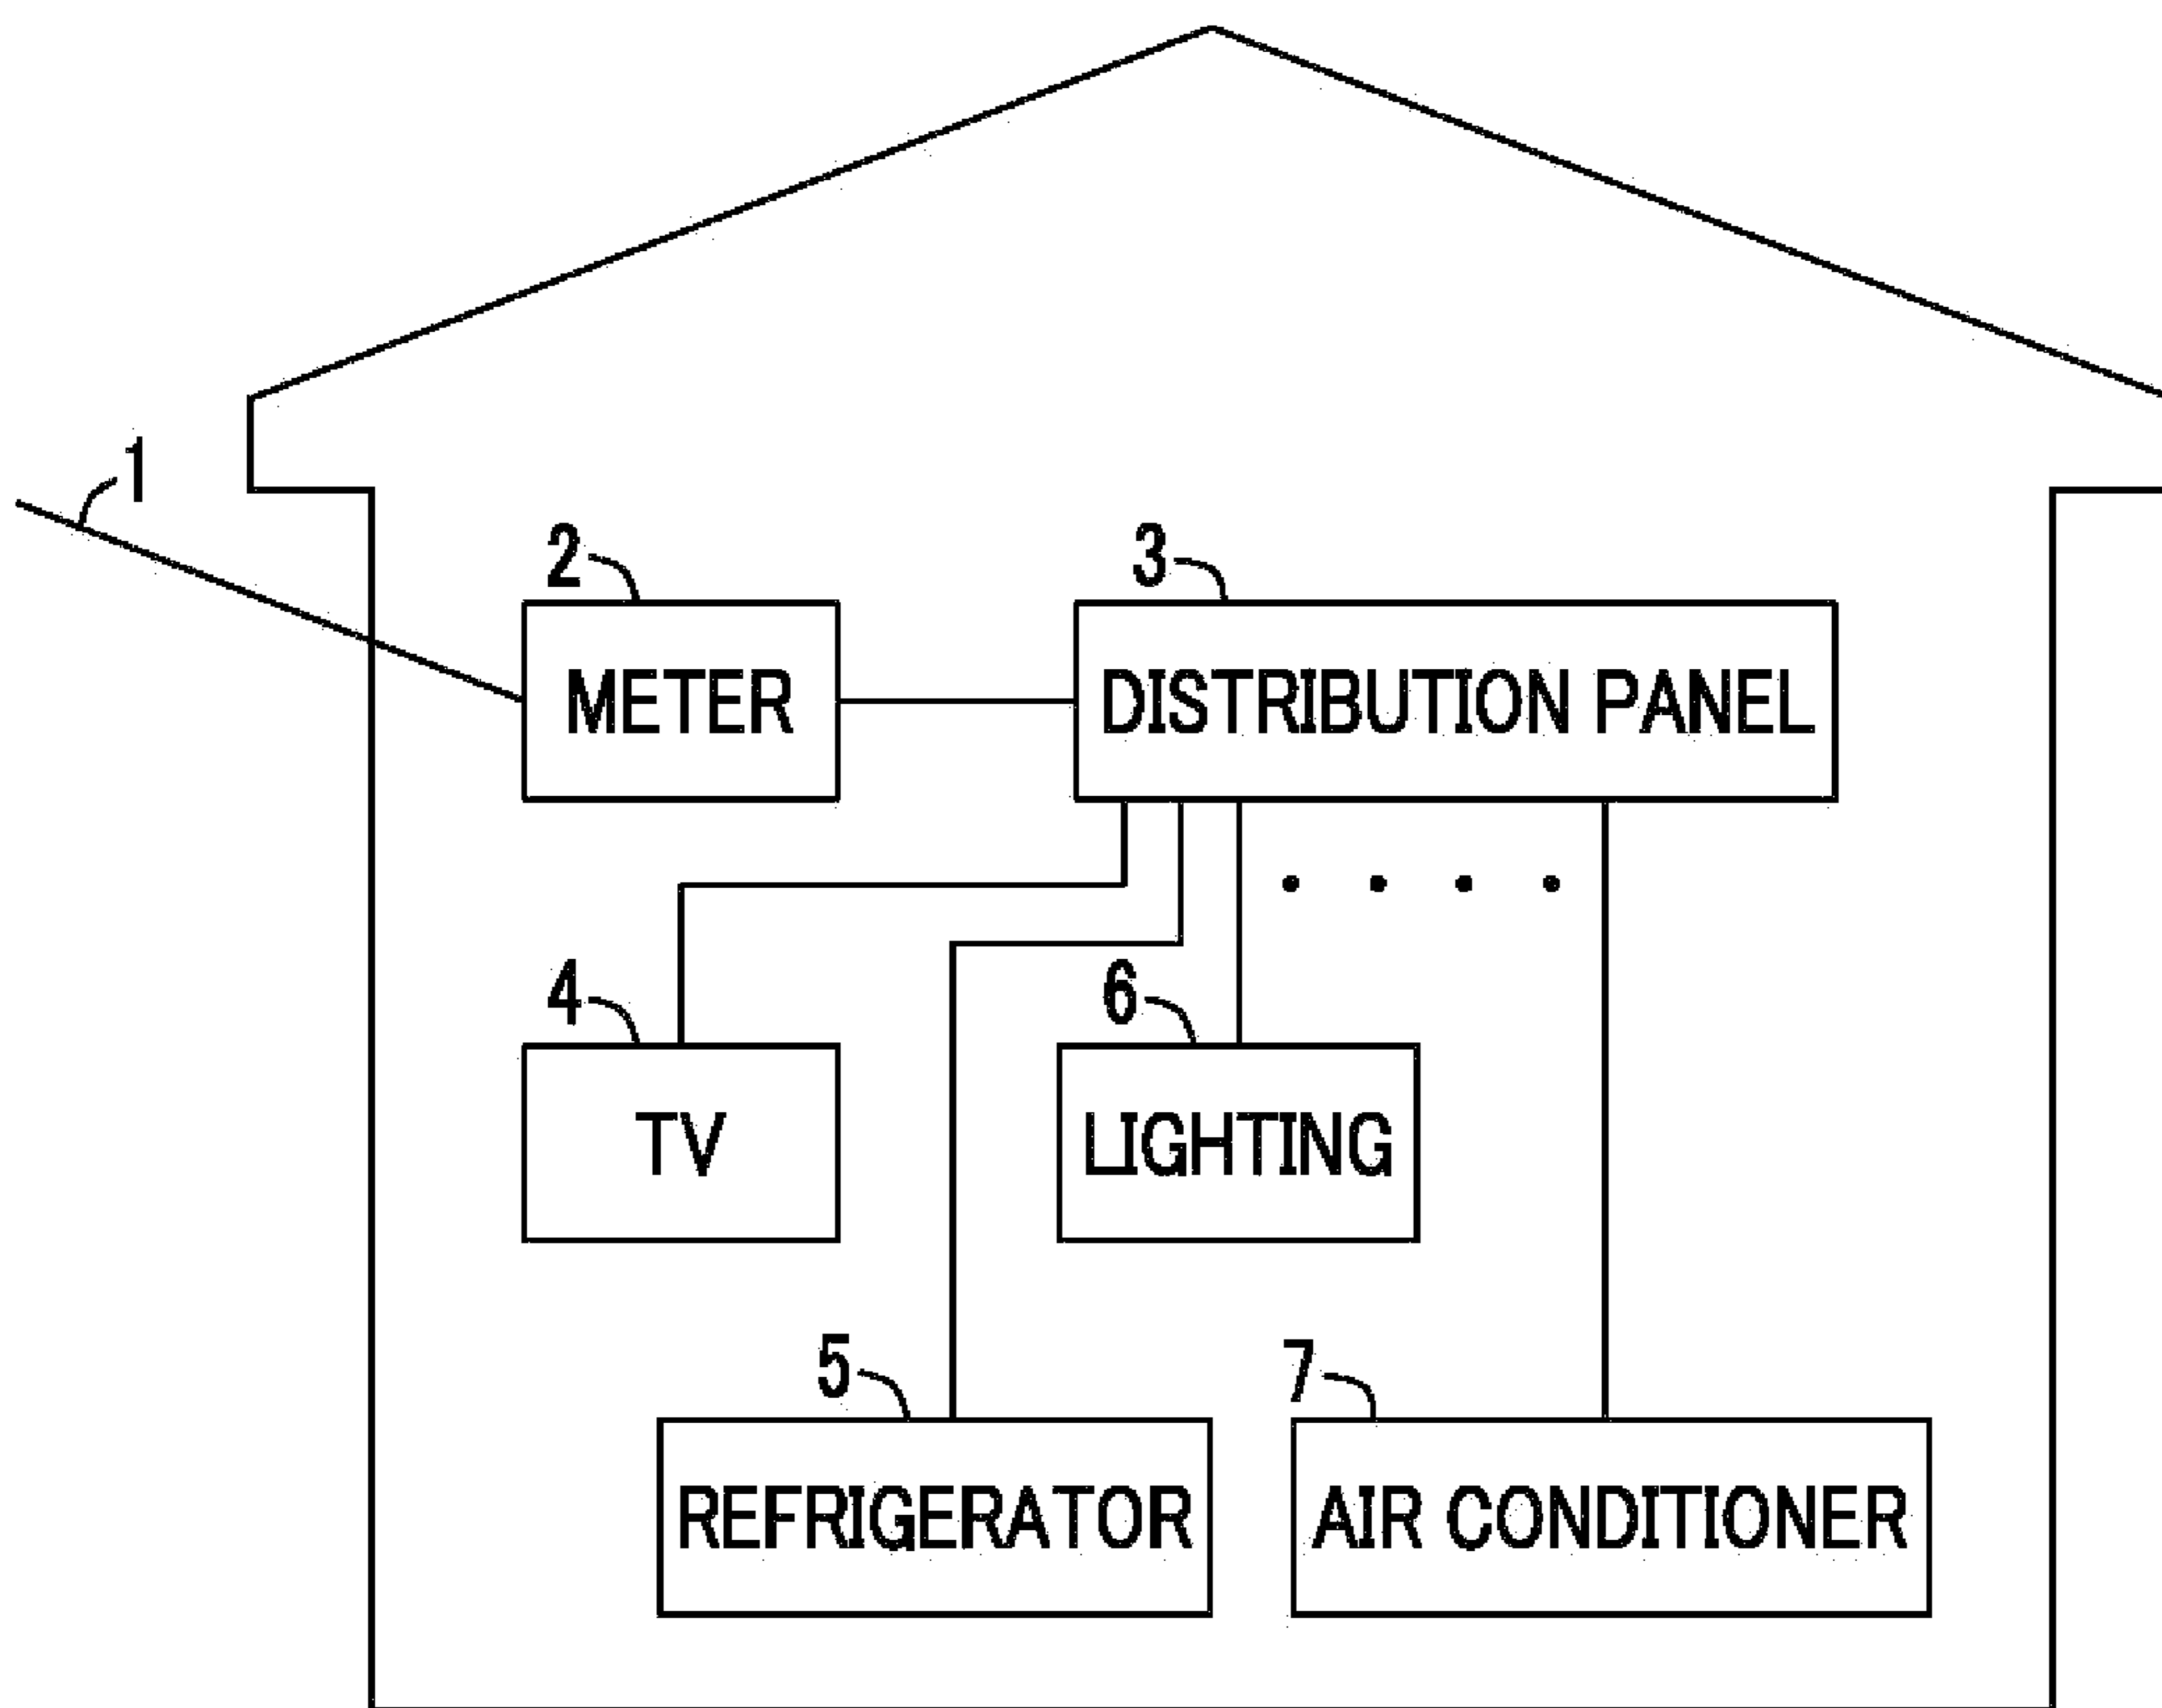 1
2
3
METER
DISTRIBUTION PANEL
4
6
TV
LIGHTING
5
7
REFRIGERATOR
AIR CONDITIONER